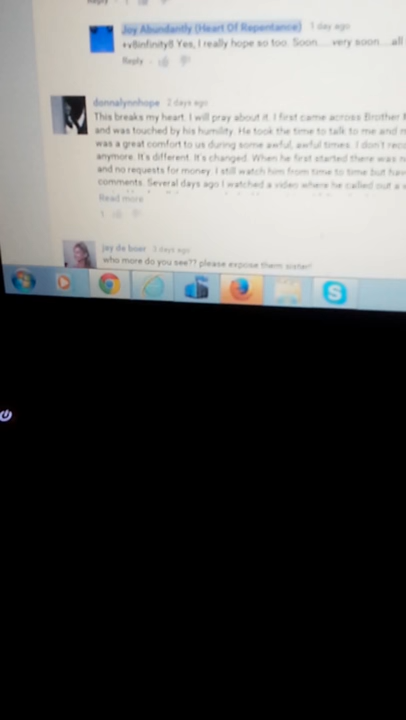 Reply
Joy Abundantly (Heart Of Repentance) 1 day ago
+v8infinity8 Yes, I really hope so too. Soon.....very soon....all
Reply
donnalynnhope 2 days ago
This breaks my heart. I will pray about it. I first came across Brother
and was touched by his humility. He took the time to talk to me and m
was a great comfort to us during some awful, awful times. I don't rec
anymore. It's different. It's changed. When he first started there was n
and no requests for money. I still watch him from time to time but hav
comments. Several days ago I watched a video where he called out a
Read more
1
jay de boer 3 days ago
who more do you see?? please expose them sister!